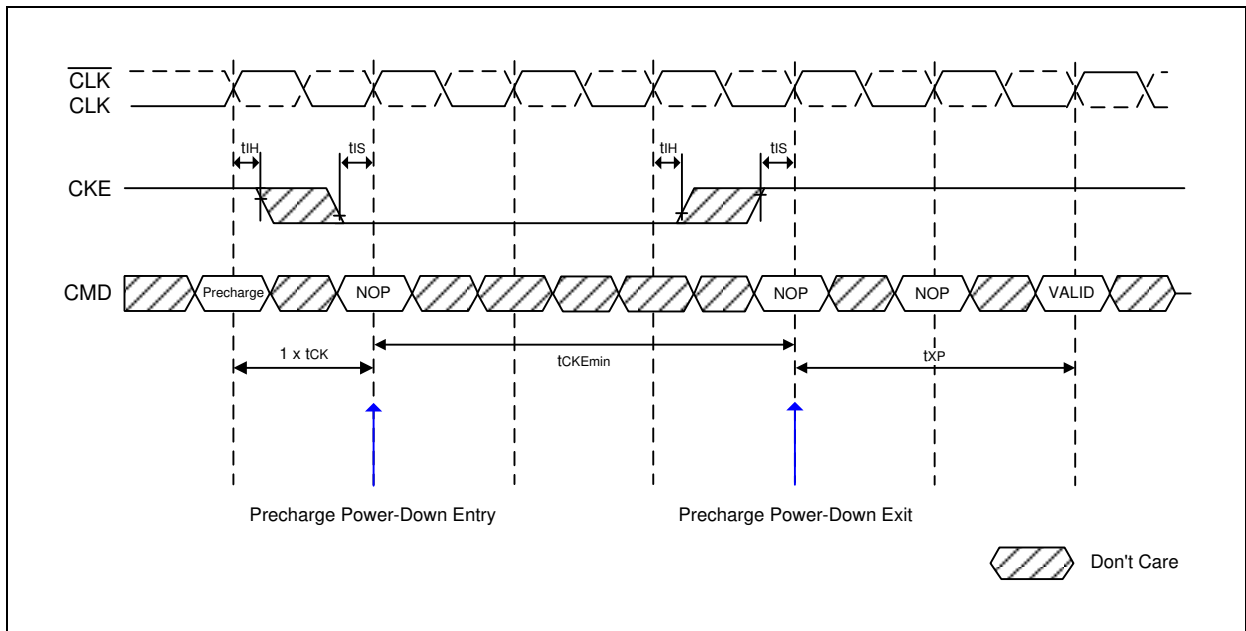 CLK
CLK
tIH
tIS
tIH
tIS
CKE
CMD
Precharge
NOP
NOP
NOP
VALID
1 x tCK
tCKEmin
tXP
Precharge Power-Down Entry
Precharge Power-Down Exit
Don't Care